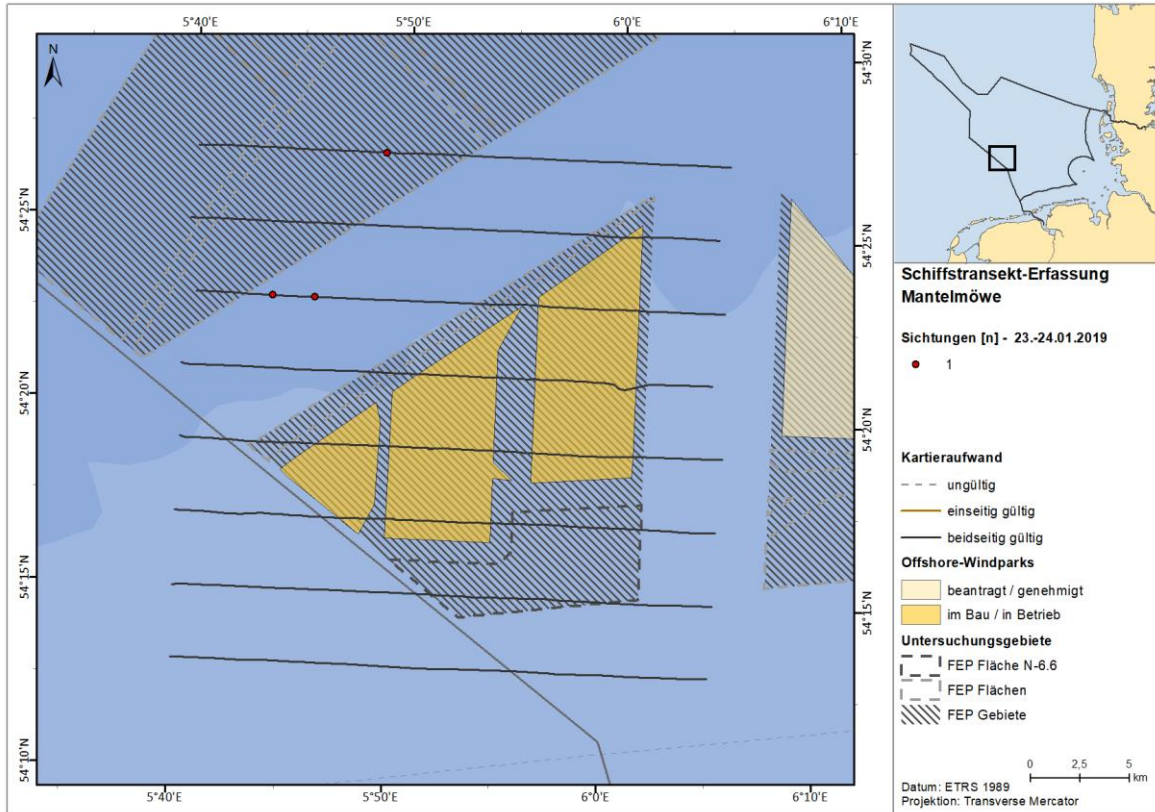 5°40'E
5°50'E
6°0'E
6°10'E
N
54°30'N
54°25'N
54°25'N
54°20'N
54°20'N
54°15'N
54°15'N
54°10'N
5°40'E
5°50'E
6°0'E
6°10'E
Schiffstransekt-Erfassung
Mantelmöwe
Sichtungen [n] - 23.-24.01.2019
1
Kartieraufwand
ungültig
einseitig gültig
beidseitig gültig
Offshore-Windparks
beantragt / genehmigt
im Bau / in Betrieb
Untersuchungsgebiete
FEP Fläche N-6.6
FEP Flächen
FEP Gebiete
0 2,5 5
km
Datum: ETRS 1989
Projektion: Transverse Mercator